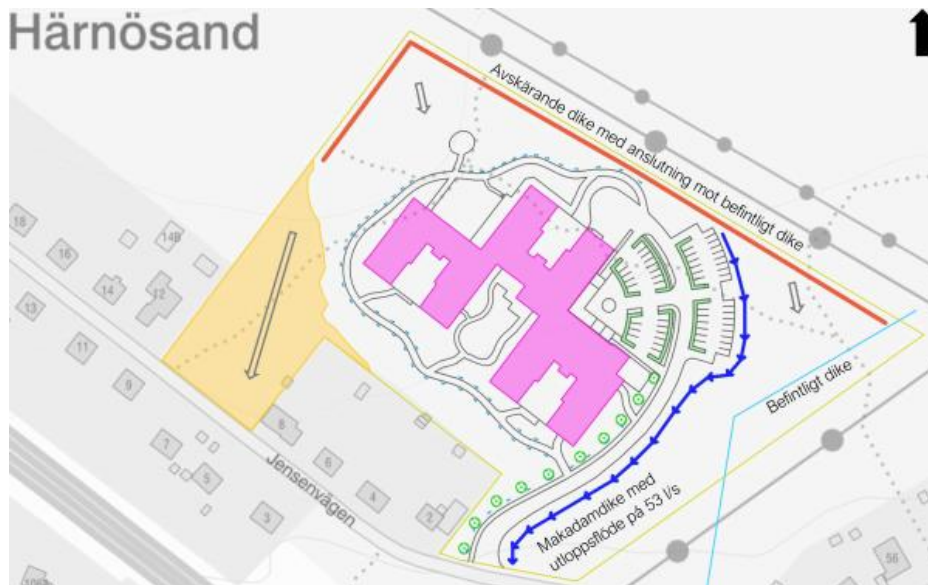 Härnösand
Avskärande dike med anslutning mot befintligt dike
18
16
14B
14
12
13
11
9
8
7
6
5
4
3
2
Jensenvägen
Befintligt dike
Makadamdike med
utloppsflöde på 53 l/s
56